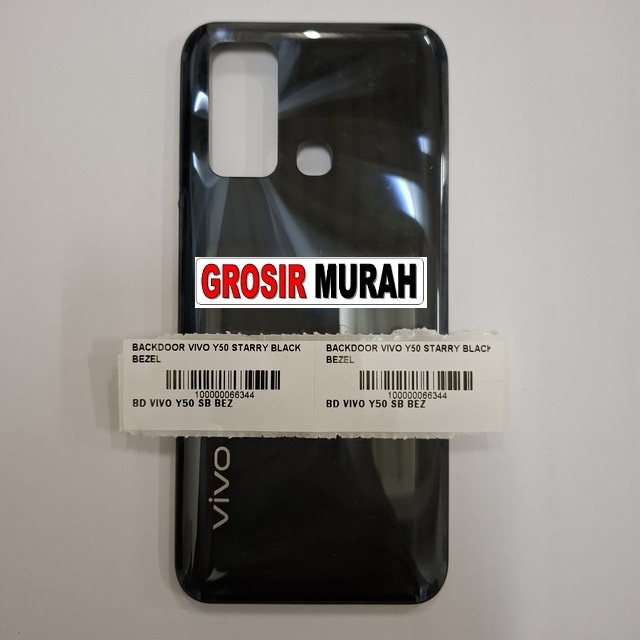 GROSIR MURAH
BACKDOOR VIVO Y50 STARRY BLACK
BEZEL
100000066344
BD VIVO Y50 SB BEZ
BACKDOOR VIVO Y50 STARRY BLACK
BEZEL
100000066344
BD VIVO Y50 SB BEZ
vivo